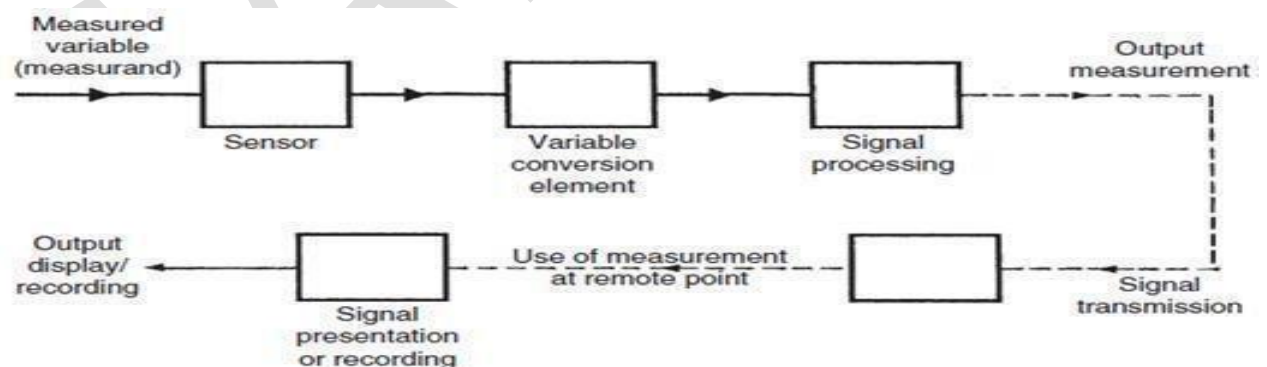 Measured
variable
(measurand)
Sensor
Variable
conversion
element
Signal
processing
Output
measurement
Output
display/
recording
Signal
presentation
or recording
Use of measurement
at remote point
Signal
transmission